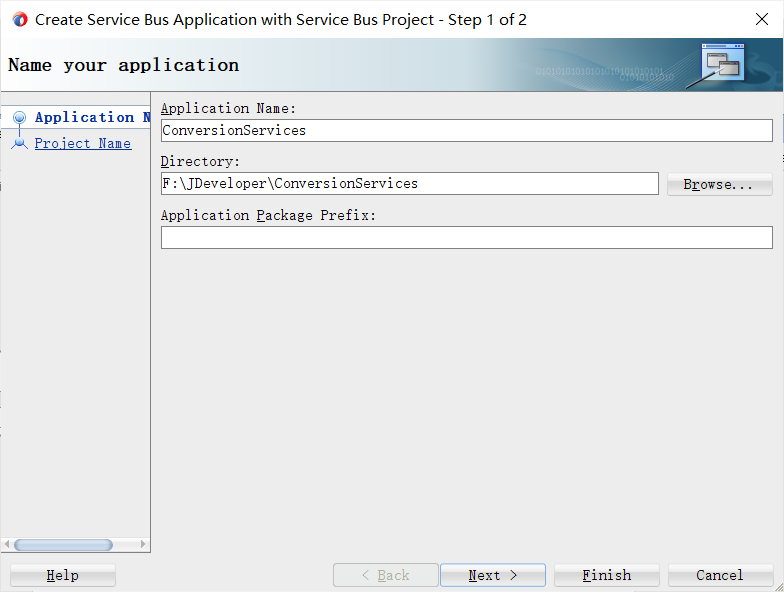 Create Service Bus Application with Service Bus Project - Step 1 of 2
Name your application
Application N
Project Name
Application Name:
ConversionServices
Directory:
F:\JDeveloper\ConversionServices
Browse...
Application Package Prefix:
Help
< Back
Next >
Finish
Cancel